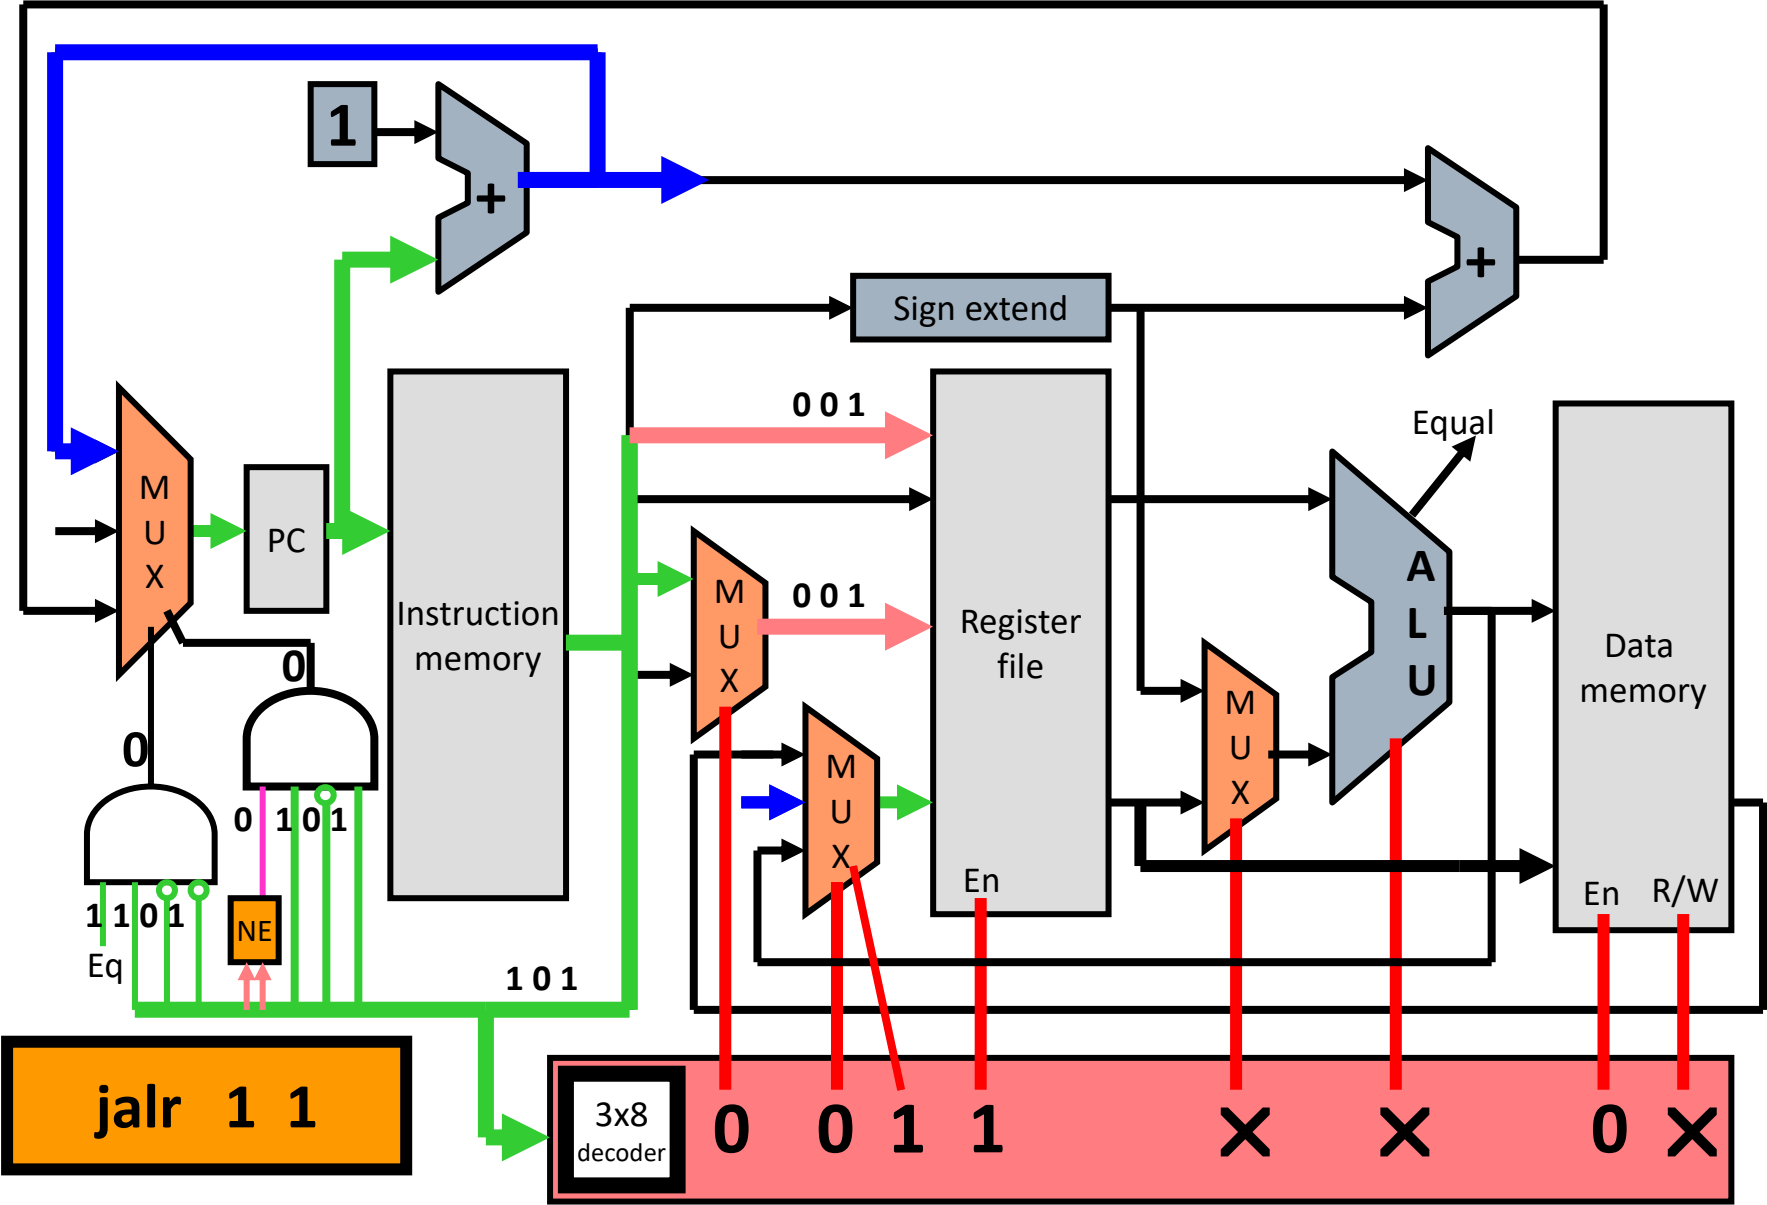 1
+
+
Sign extend
0 0 1
Equal
M
U
X
PC
Instruction
memory
M
U
X
0 0 1
Register
file
A
L
U
Data
memory
0
0
M
U
X
M
U
X
0 1 0 1
En
En R/W
1 1 0 1
NE
Eq
1 0 1
jalr 1 1
3x8
decoder
0 0 1 1 X X 0 X